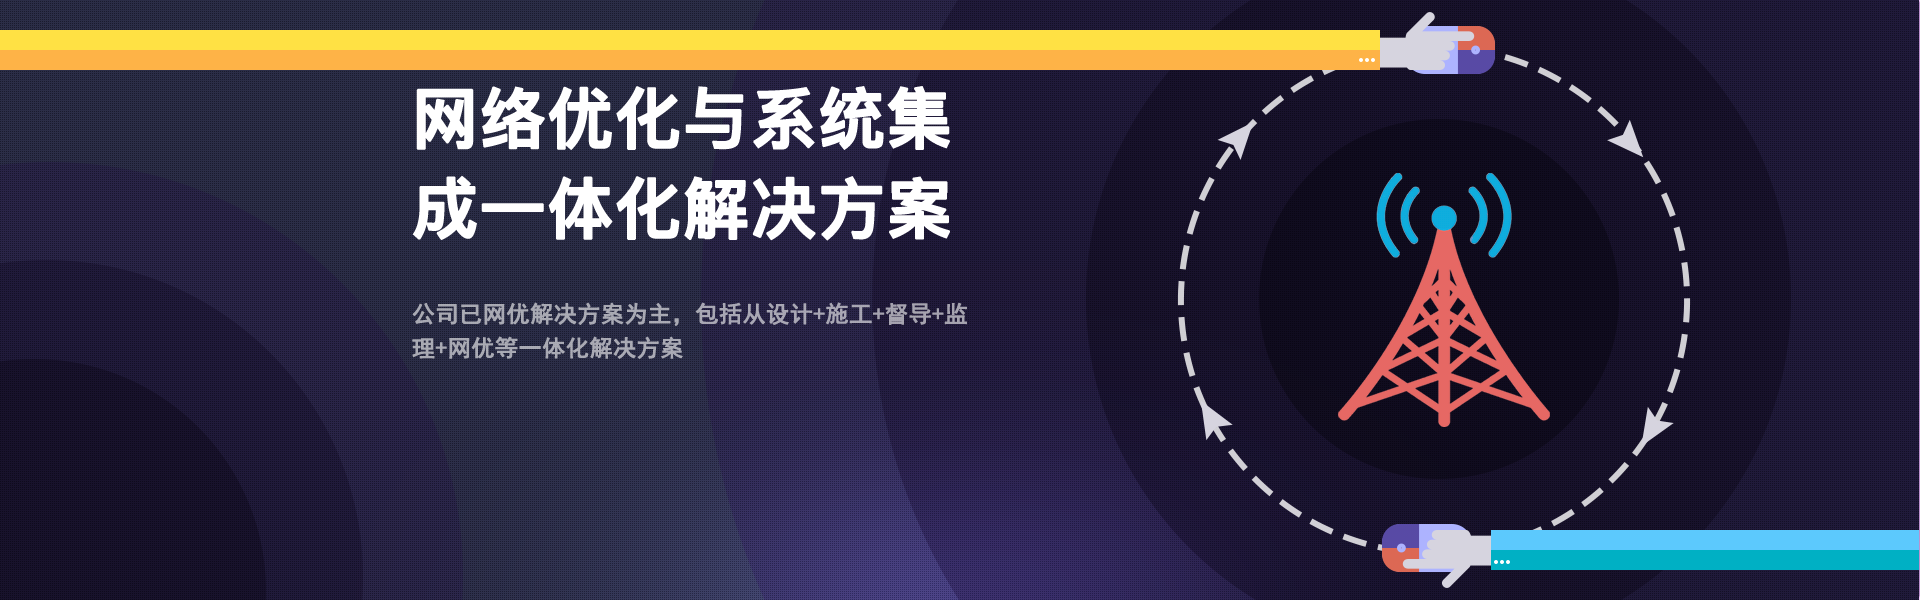 网络优化与系统集
成一体化解决方案
公司已网优解决方案为主，包括从设计+施工+督导+监
理+网优等一体化解决方案